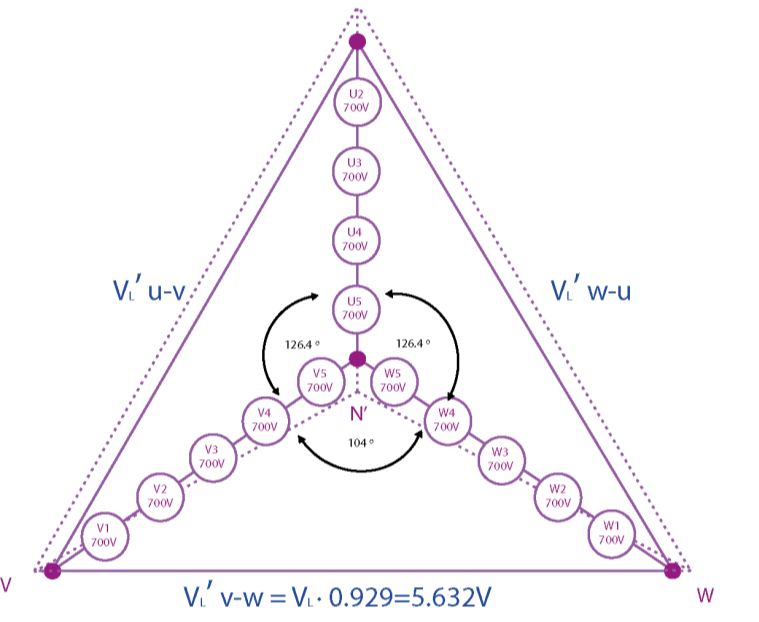 U2
700V
U3
700V
U4
700V
U5
700V
VL′ u-v
VL′ w-u
126.4 °
126.4 °
V5
700V
W5
700V
N′
V4
700V
W4
700V
104 °
V3
700V
W3
700V
V2
700V
W2
700V
V1
700V
W1
700V
V
VL′ v-w = VL· 0.929=5.632V
W